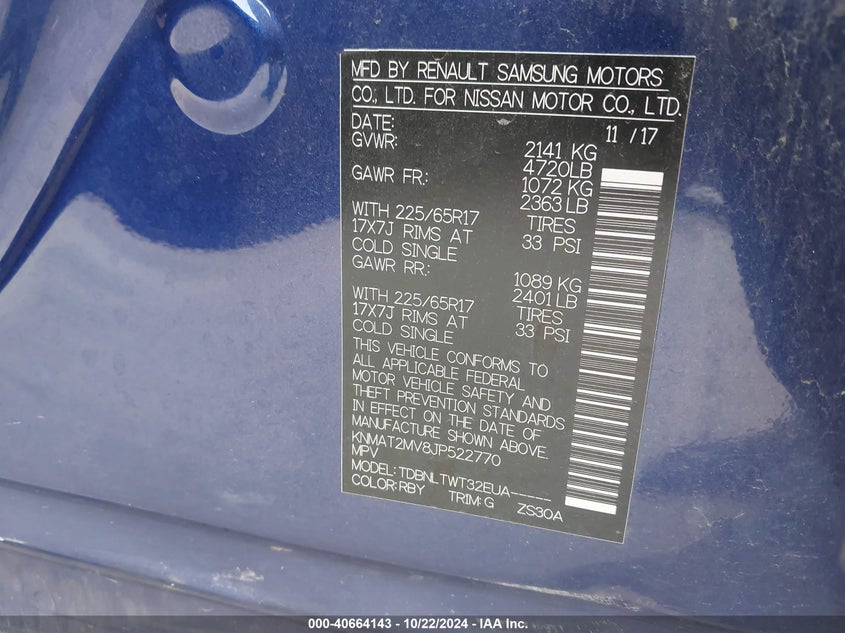 MFD BY RENAULT SAMSUNG MOTORS
CO., LTD. FOR NISSAN MOTOR CO., LTD.
DATE: 11 / 17
GVWR: 2141 KG
4720LB
GAWR FR.: 1072 KG
2363 LB
WITH 225/65R17 TIRES
17X7J RIMS AT 33 PSI
COLD SINGLE
GAWR RR.: 1089 KG
2401 LB
WITH 225/65R17 TIRES
17X7J RIMS AT 33 PSI
COLD SINGLE
THIS VEHICLE CONFORMS TO
ALL APPLICABLE FEDERAL
MOTOR VEHICLE SAFETY AND
THEFT PREVENTION STANDARDS
IN EFFECT ON THE DATE OF
MANUFACTURE SHOWN ABOVE.
KNMAT2MV8JP522770
MPV
MODEL: TDBNLTWT32EUA-----
COLOR:RBY TRIM:G ZS30A
000-40664143 - 10/22/2024 - IAA Inc.